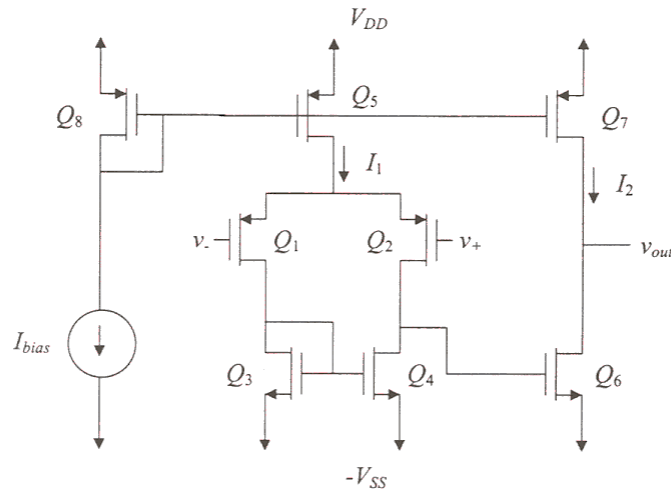 V_DD
Q_8
Q_5
Q_7
I_1
I_2
v_-
Q_1
Q_2
v_+
v_out
I_bias
Q_3
Q_4
Q_6
-V_SS